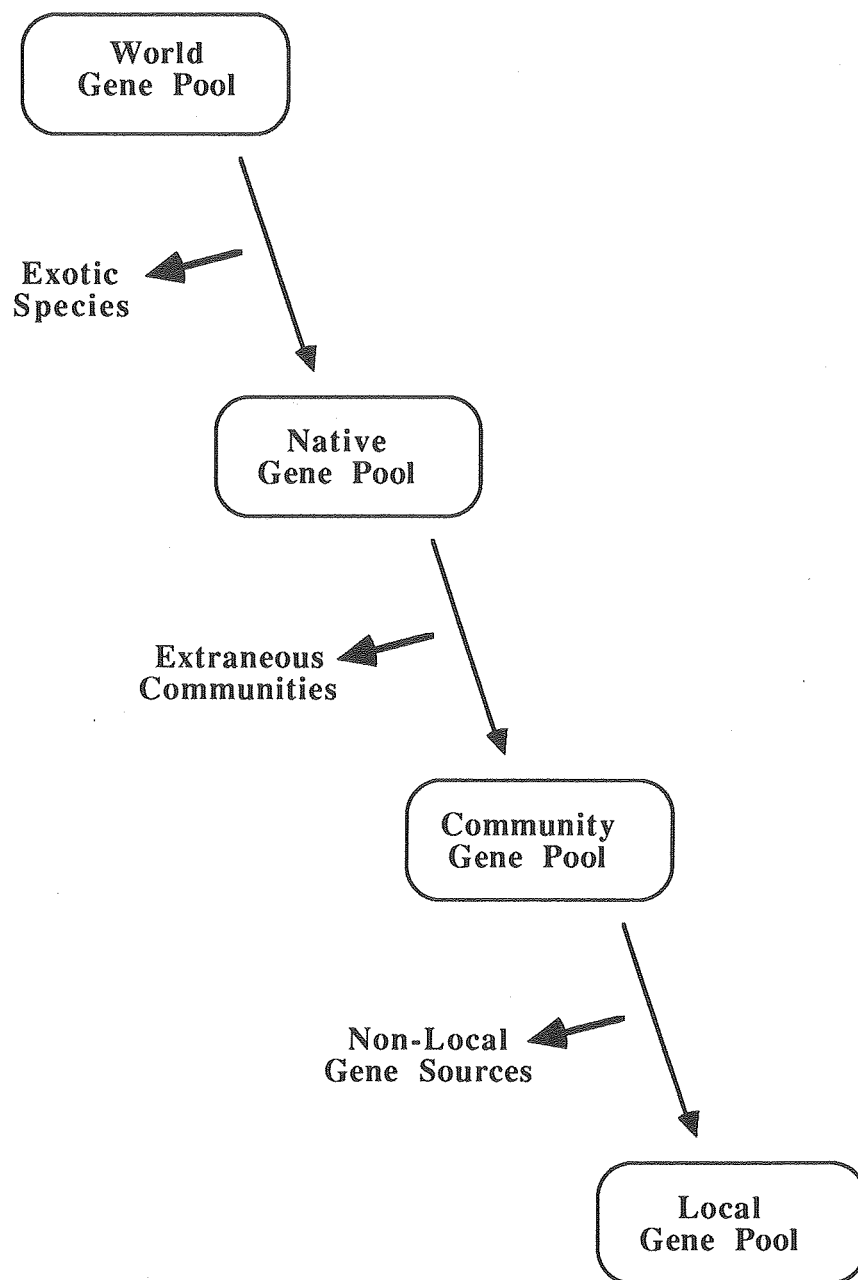 World
Gene Pool
Exotic
Species
Native
Gene Pool
Extraneous
Communities
Community
Gene Pool
Non-Local
Gene Sources
Local
Gene Pool